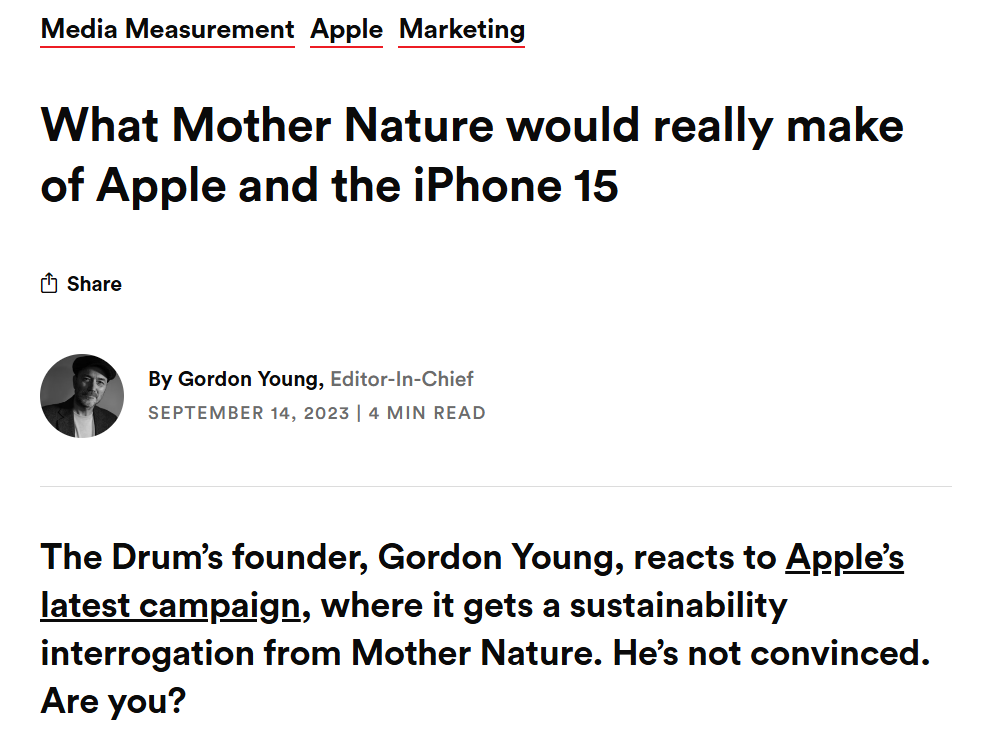 Media Measurement Apple Marketing
What Mother Nature would really make
of Apple and the iPhone 15
Share
By Gordon Young, Editor-In-Chief
SEPTEMBER 14, 2023 | 4 MIN READ
The Drum’s founder, Gordon Young, reacts to Apple’s
latest campaign, where it gets a sustainability
interrogation from Mother Nature. He’s not convinced.
Are you?